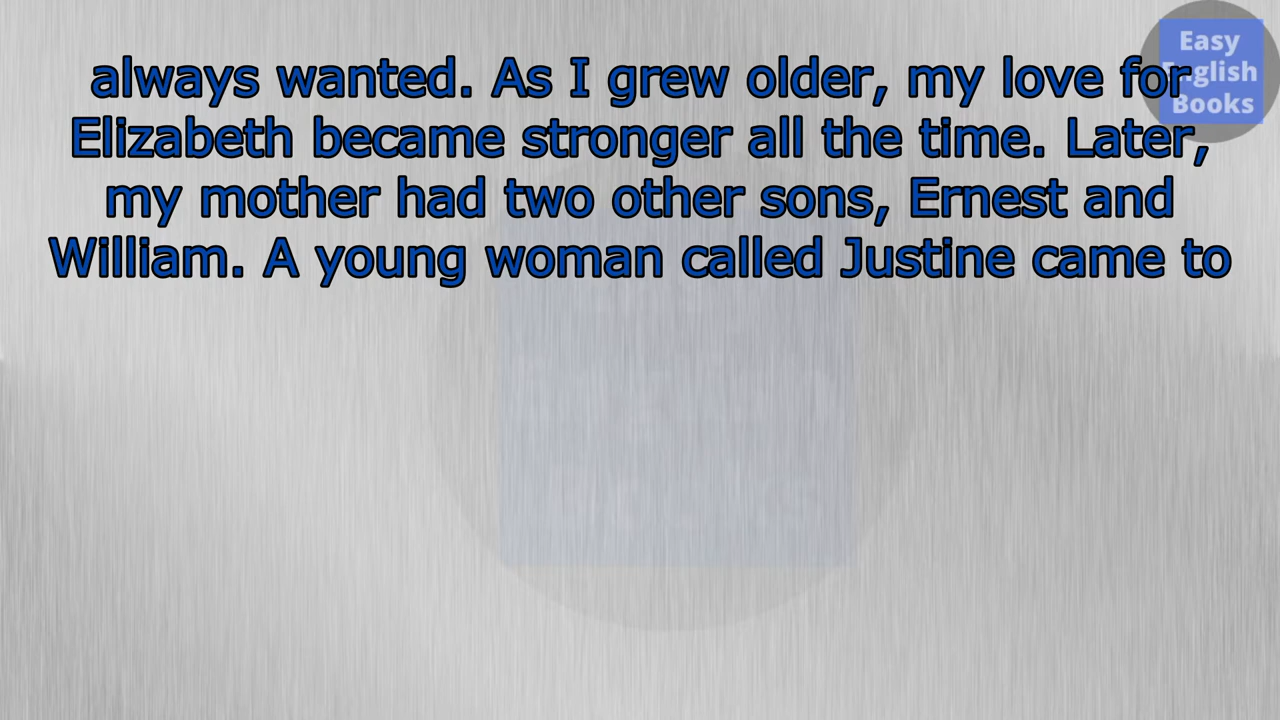 always wanted. As I grew older, my love for
Elizabeth became stronger all the time. Later,
my mother had two other sons, Ernest and
William. A young woman called Justine came to
Easy
English
Books